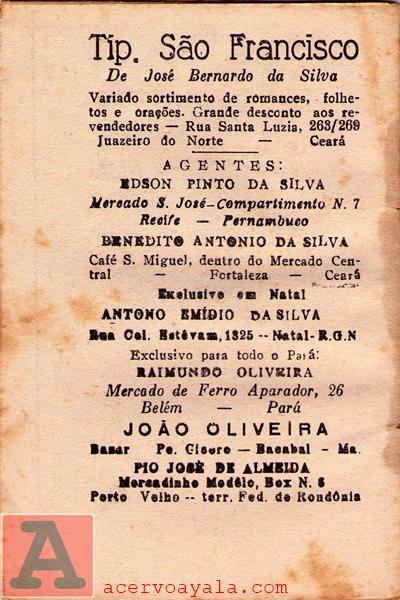 Tip. São Francisco
De José Bernardo da Silva
Variado sortimento de romances, folhe-
tos e orações. Grande desconto aos re-
vendedores — Rua Santa Luzia, 263/269
Juazeiro do Norte — Ceará
AGENTES:
EDSON PINTO DA SILVA
Mercado S. José-Compartimento N. 7
Recife — Pernambuco
BENEDITO ANTONIO DA SILVA
Café S. Miguel, dentro do Mercado Cen-
tral — Fortaleza — Ceará
Exclusivo em Natal
ANTONO EMÍDIO DA SILVA
Rua Cel. Estêvam, 1325 -- Natal-R.G.N
Exclusivo para todo o Pará:
RAIMUNDO OLIVEIRA
Mercado de Ferro Aparador, 26
Belém — Pará
JOÃO OLIVEIRA
Bazar Pe. Cicero – Bacabal – Ma.
PIO JOSÉ DE ALMEIDA
Mercadinho Modêlo, Box N. 6
Porto Velho -- terr. Fed. de Rondônia
A
acervoayala.com